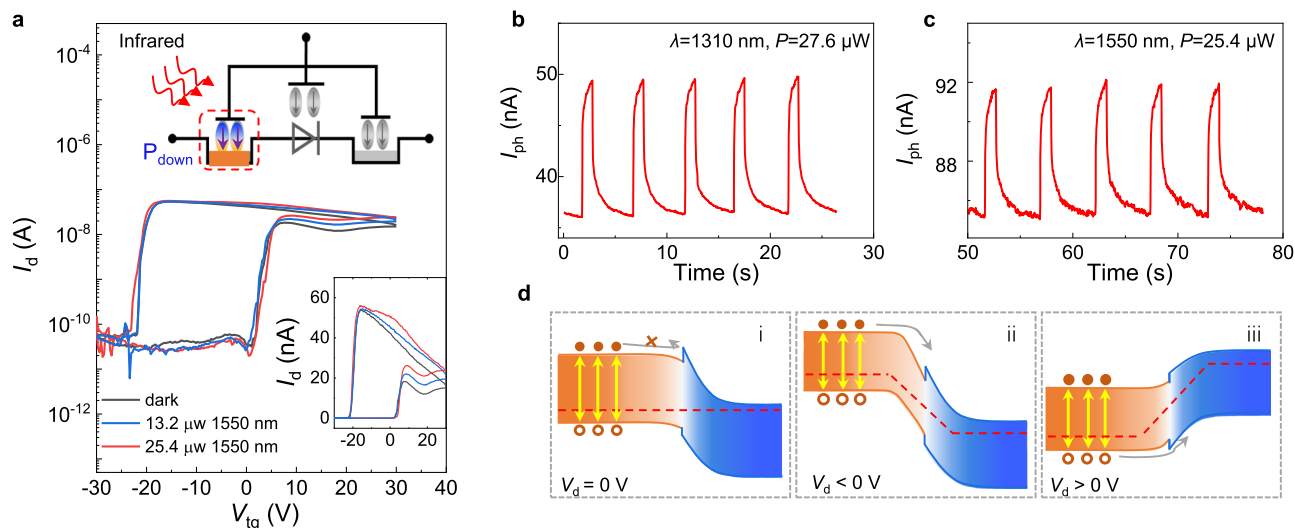 a
Infrared
P_down
I_d (A)
10^-4
10^-6
10^-8
10^-10
10^-12
-30 -20 -10 0 10 20 30 40
V_tg (V)
dark
13.2 μw 1550 nm
25.4 μw 1550 nm
I_d (nA)
60
40
20
0
-20 0 20
b
λ=1310 nm, P=27.6 μW
I_ph (nA)
50
40
0 10 20 30
Time (s)
c
λ=1550 nm, P=25.4 μW
I_ph (nA)
96
92
88
50 60 70 80
Time (s)
d
i
V_d = 0 V
ii
V_d < 0 V
iii
V_d > 0 V